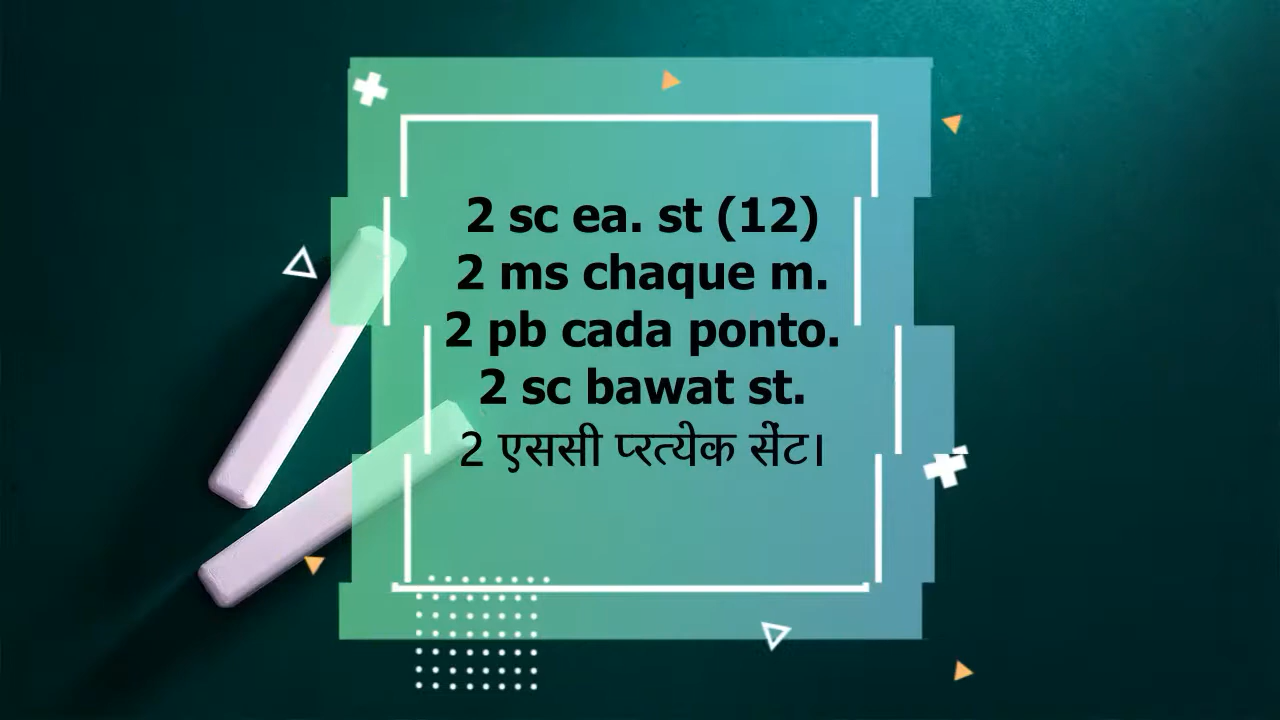 2 sc ea. st (12)
2 ms chaque m.
2 pb cada ponto.
2 sc bawat st.
2 एससी प्रत्येक सेंट।